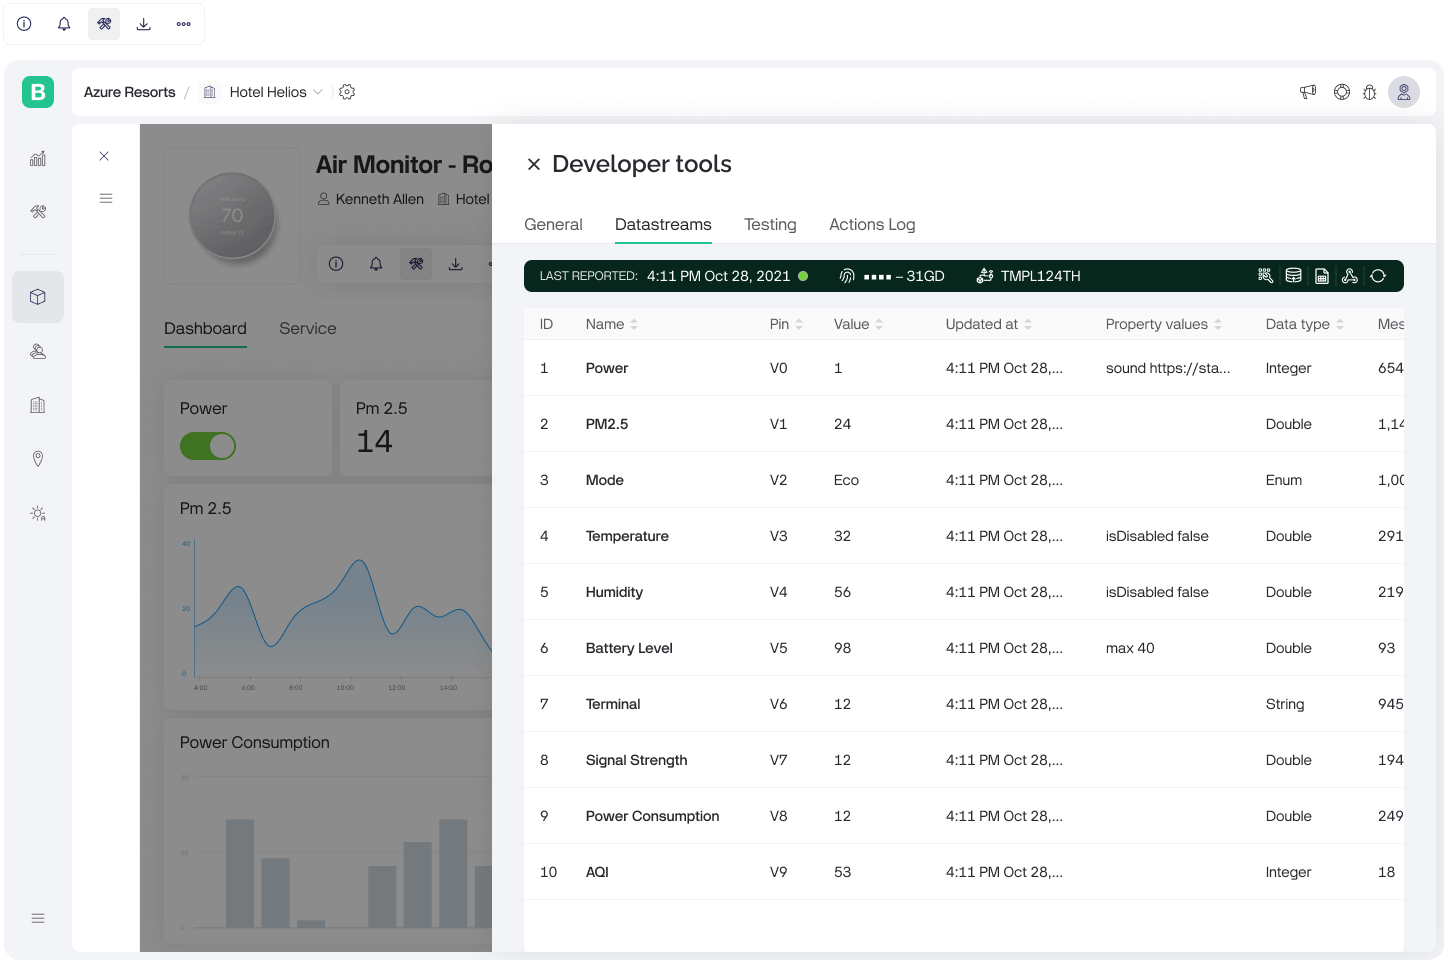 B
Azure Resorts / Hotel Helios
Air Monitor - Ro
Kenneth Allen Hotel
70
Dashboard Service
Power
Pm 2.5
14
Pm 2.5
40
20
0
4:00 6:00 8:00 10:00 12:00 14:00
Power Consumption
10
0
Developer tools
General Datastreams Testing Actions Log
LAST REPORTED: 4:11 PM Oct 28, 2021 – 31GD TMPL124TH
ID Name Pin Value Updated at Property values Data type Mes
1 Power V0 1 4:11 PM Oct 28,... sound https://sta... Integer 654
2 PM2.5 V1 24 4:11 PM Oct 28,... Double 1,14
3 Mode V2 Eco 4:11 PM Oct 28,... Enum 1,00
4 Temperature V3 32 4:11 PM Oct 28,... isDisabled false Double 291
5 Humidity V4 56 4:11 PM Oct 28,... isDisabled false Double 219
6 Battery Level V5 98 4:11 PM Oct 28,... max 40 Double 93
7 Terminal V6 12 4:11 PM Oct 28,... String 945
8 Signal Strength V7 12 4:11 PM Oct 28,... Double 194
9 Power Consumption V8 12 4:11 PM Oct 28,... Double 249
10 AQI V9 53 4:11 PM Oct 28,... Integer 18